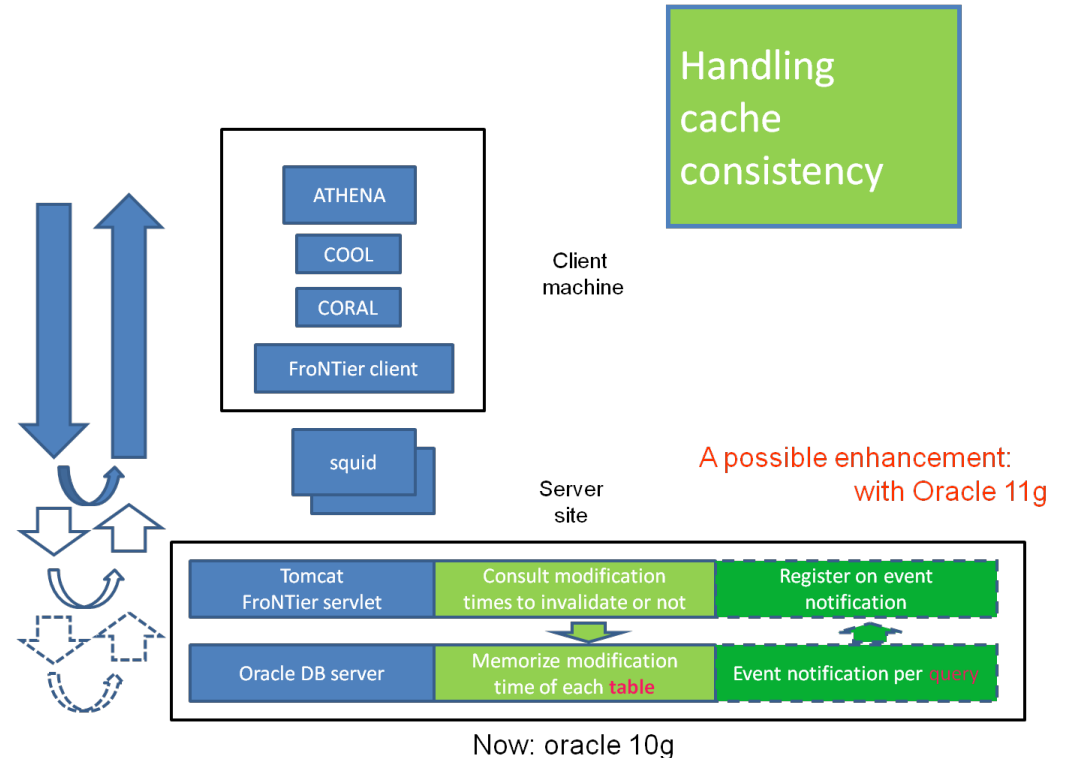 Handling
cache
consistency
ATHENA
COOL
CORAL
FroNTier client
Client
machine
squid
A possible enhancement:
with Oracle 11g
Server
site
Tomcat
FroNTier servlet
Consult modification
times to invalidate or not
Register on event
notification
Oracle DB server
Memorize modification
time of each table
Event notification per query
Now: oracle 10g